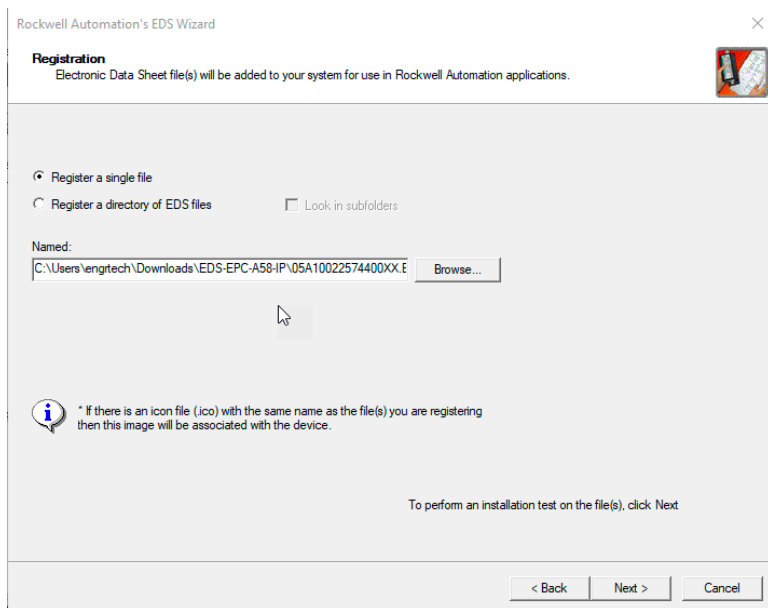 Rockwell Automation's EDS Wizard
Registration
Electronic Data Sheet file(s) will be added to your system for use in Rockwell Automation applications.
Register a single file
Register a directory of EDS files Look in subfolders
Named:
C:\Users\engrtech\Downloads\EDS-EPC-A58-IP\05A10022574400XX.E Browse...
* If there is an icon file (.ico) with the same name as the file(s) you are registering
then this image will be associated with the device.
To perform an installation test on the file(s), click Next
< Back Next > Cancel